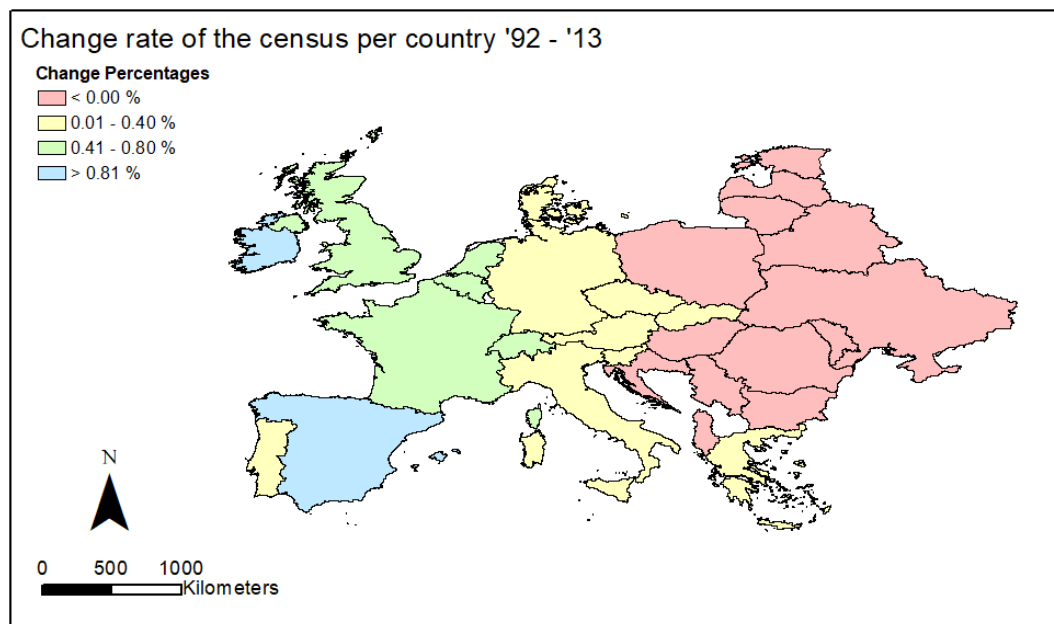 Change rate of the census per country '92 - '13
Change Percentages
< 0.00 %
0.01 - 0.40 %
0.41 - 0.80 %
> 0.81 %
N
0 500 1000
Kilometers